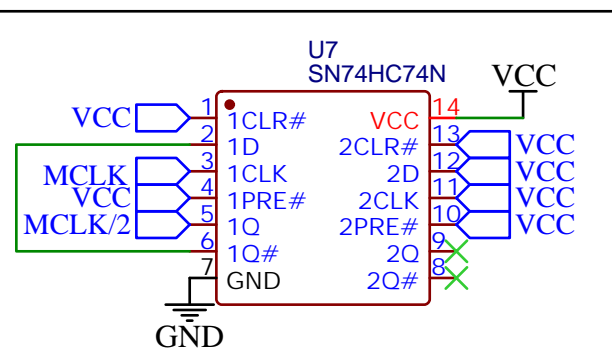 U7
SN74HC74N
VCC
VCC 1 1CLR# VCC 14
2 1D 2CLR# 13 VCC
MCLK 3 1CLK 2D 12 VCC
VCC 4 1PRE# 2CLK 11 VCC
MCLK/2 5 1Q 2PRE# 10 VCC
6 1Q# 2Q 9
7 GND 2Q# 8
GND